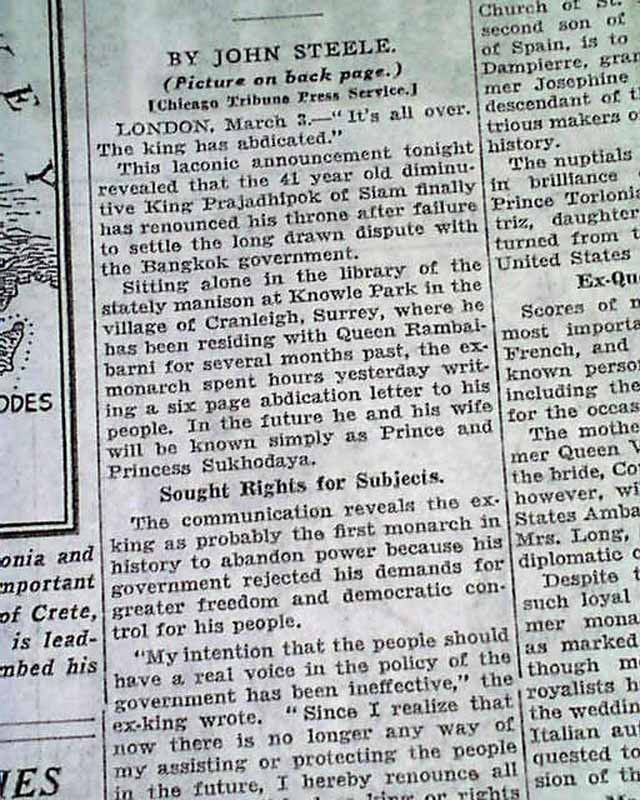 E
Y
ODES
onia and
mportant
of Crete,
is lead-
mbed his
NES
BY JOHN STEELE.
(Picture on back page.)
[Chicago Tribune Press Service.]
LONDON, March 3.—“It's all over.
The king has abdicated.”
This laconic announcement tonight
revealed that the 41 year old diminu-
tive King Prajadhipok of Siam finally
has renounced his throne after failure
to settle the long drawn dispute with
the Bangkok government.
Sitting alone in the library of the
stately manison at Knowle Park in the
village of Cranleigh, Surrey, where he
has been residing with Queen Rambai-
barni for several months past, the ex-
monarch spent hours yesterday writ-
ing a six page abdication letter to his
people. In the future he and his wife
will be known simply as Prince and
Princess Sukhodaya.
Sought Rights for Subjects.
The communication reveals the ex-
king as probably the first monarch in
history to abandon power because his
government rejected his demands for
greater freedom and democratic con-
trol for his people.
“My intention that the people should
have a real voice in the policy of the
government has been ineffective,” the
ex-king wrote. “Since I realize that
now there is no longer any way of
my assisting or protecting the people
in the future, I hereby renounce all
king or rights
Church of St.
second son of
of Spain, is to
Dampierre, gran
mer Josephine
descendant of t
trious makers o
history.
The nuptials
in brilliance
Prince Torlonia
triz, daughter
turned from t
United States
Ex-Qu
Scores of m
most importa
French, and
known person
including the
for the occas
The mothe
mer Queen V
the bride, Co
however, wi
States Amba
Mrs. Long,
diplomatic c
Despite t
such loyal
mer mona
as marked
though m
royalists h
the weddin
Italian au
quested to
sion of th